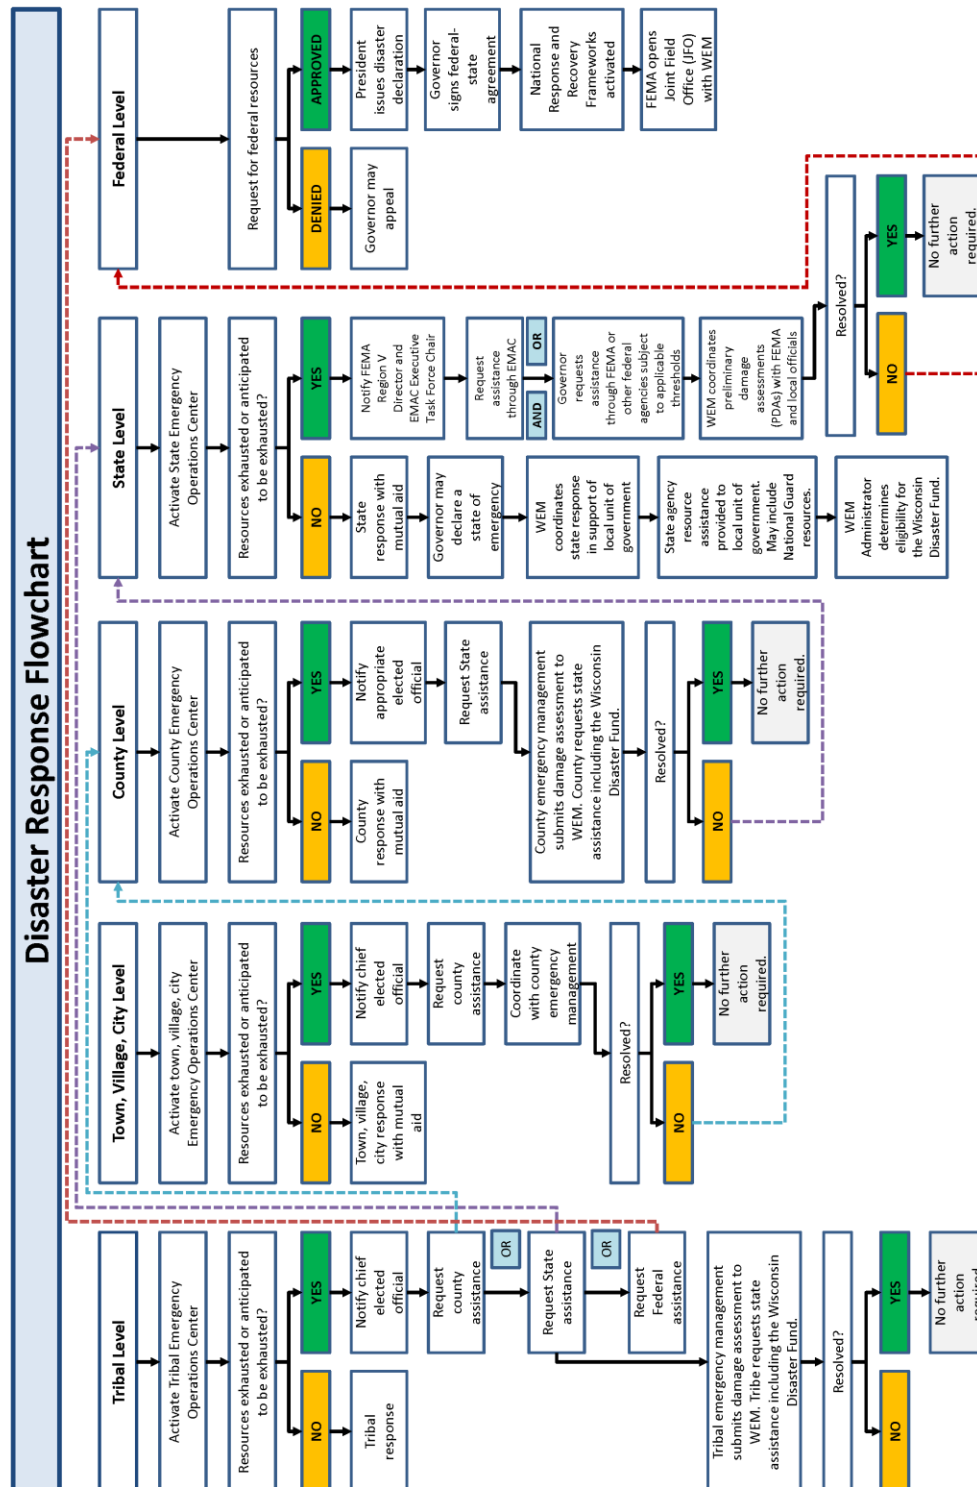 Disaster Response Flowchart
Tribal Level
Activate Tribal Emergency
Operations Center
Resources exhausted or anticipated
to be exhausted?
NO
YES
Tribal
response
Notify chief
elected
official
Request
county
assistance
OR
Request State
assistance
OR
Request
Federal
assistance
Tribal emergency management
submits damage assessment to
WEM. Tribe requests state
assistance including the Wisconsin
Disaster Fund.
Resolved?
NO
YES
No further
action
required.
Town, Village, City Level
Activate town, village, city
Emergency Operations Center
Resources exhausted or anticipated
to be exhausted?
NO
YES
Town, village,
city response
with mutual
aid
Notify chief
elected
official
Request
county
assistance
Coordinate
with county
emergency
management
Resolved?
NO
YES
No further
action
required.
County Level
Activate County Emergency
Operations Center
Resources exhausted or anticipated
to be exhausted?
NO
YES
County
response with
mutual aid
Notify
appropriate
elected
official
Request State
assistance
County emergency management
submits damage assessment to
WEM. County requests state
assistance including the Wisconsin
Disaster Fund.
Resolved?
NO
YES
No further
action
required.
State Level
Activate State Emergency
Operations Center
Resources exhausted or anticipated
to be exhausted?
NO
YES
State
response with
mutual aid
Governor may
declare a
state of
emergency
WEM
coordinates
state response
in support of
local unit of
government
State agency
resource
assistance
provided to
local unit of
government.
May include
National Guard
resources.
WEM
Administrator
determines
eligibility for
the Wisconsin
Disaster Fund.
Notify FEMA
Region V
Director and
EMAC Executive
Task Force Chair
Request
assistance
through EMAC
AND
OR
Governor
requests
assistance
through FEMA or
other federal
agencies subject
to applicable
thresholds
WEM coordinates
preliminary
damage
assessments
(PDAs) with FEMA
and local officials
Resolved?
NO
YES
No further
action
required.
Federal Level
Request for federal resources
DENIED
APPROVED
Governor may
appeal
President
issues disaster
declaration
Governor
signs federal-
state
agreement
National
Response and
Recovery
Frameworks
activated
FEMA opens
Joint Field
Office (JFO)
with WEM